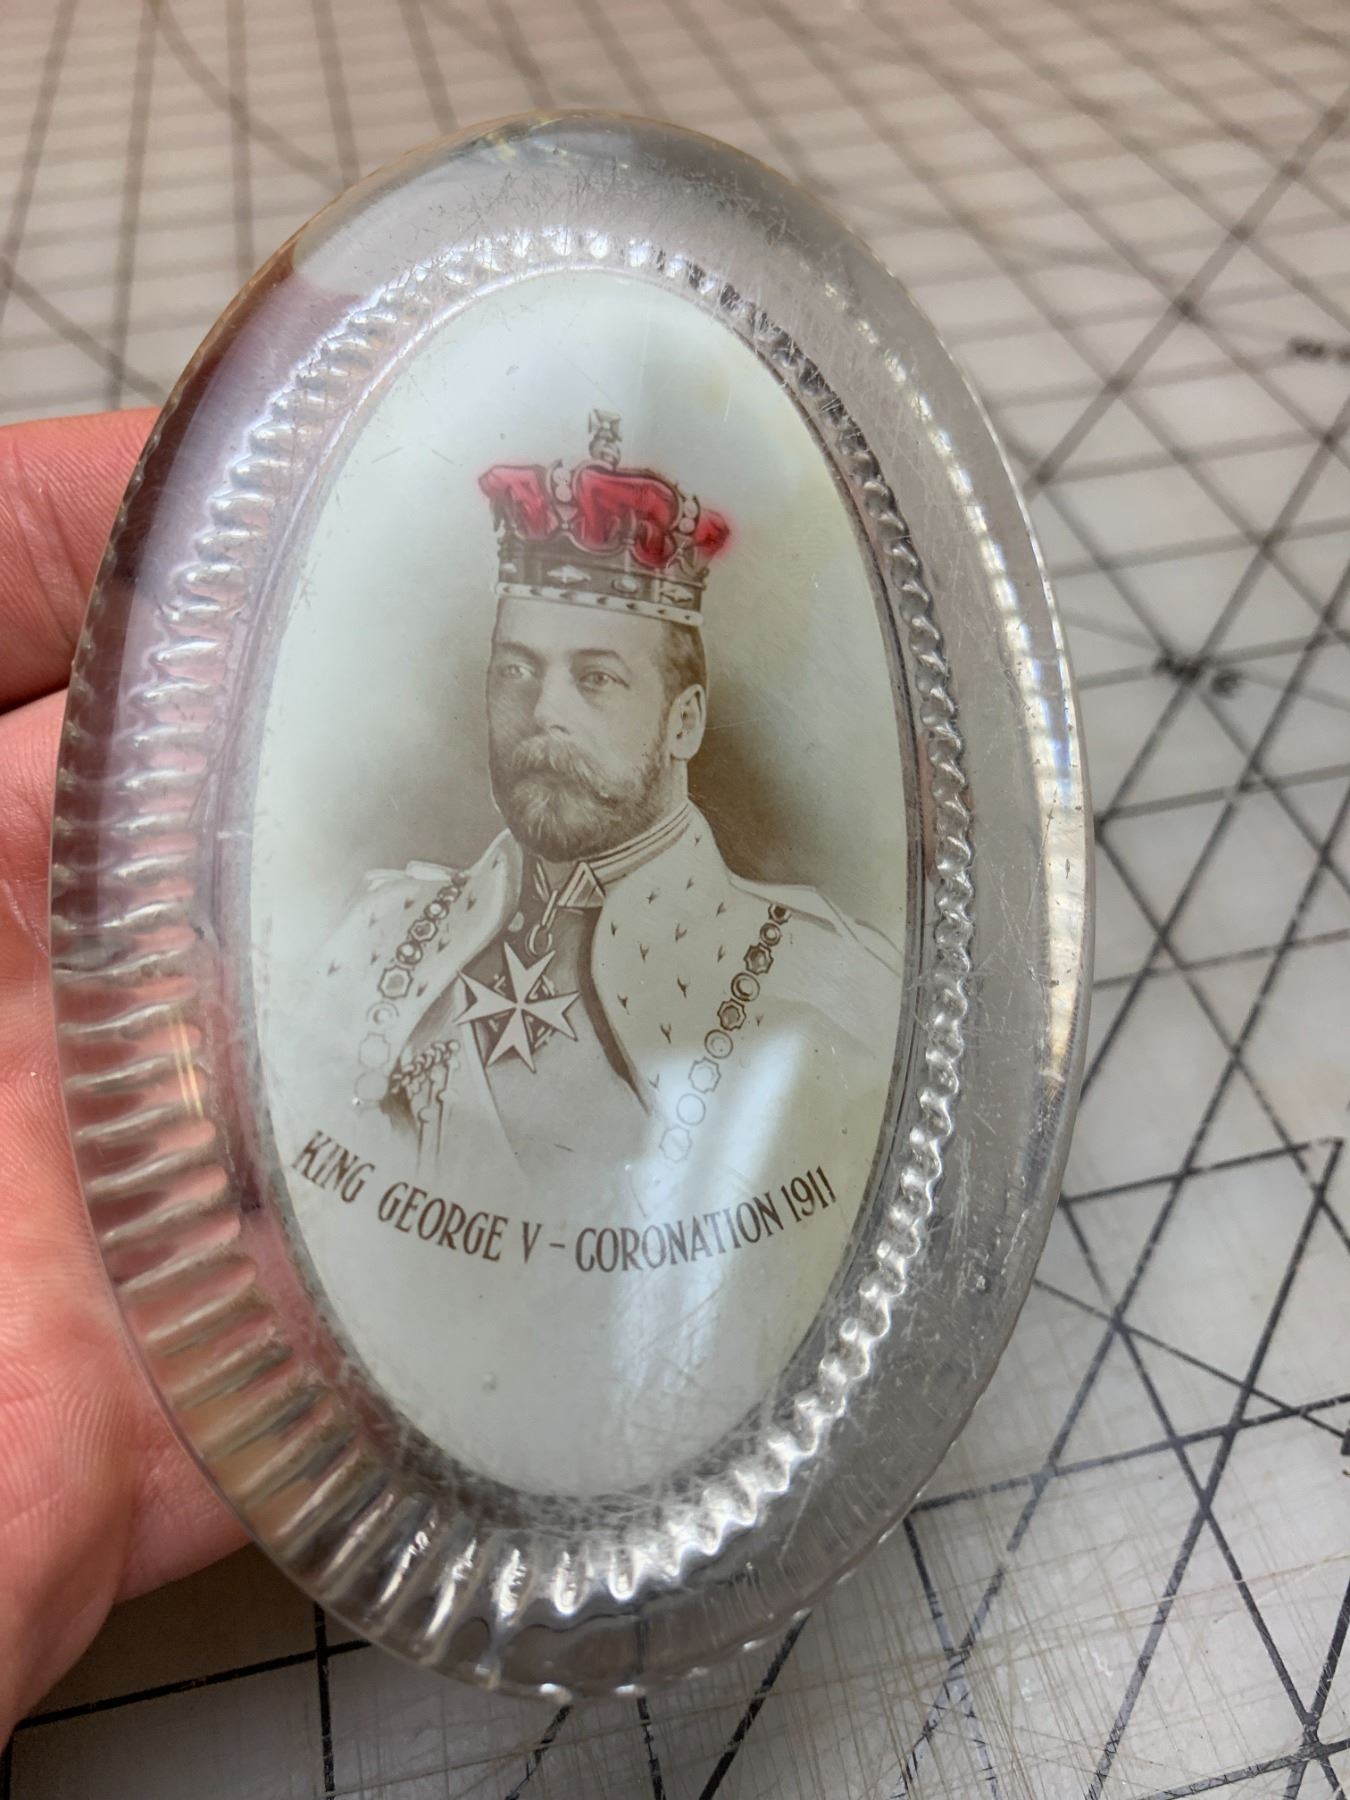 KING GEORGE V – CORONATION 1911